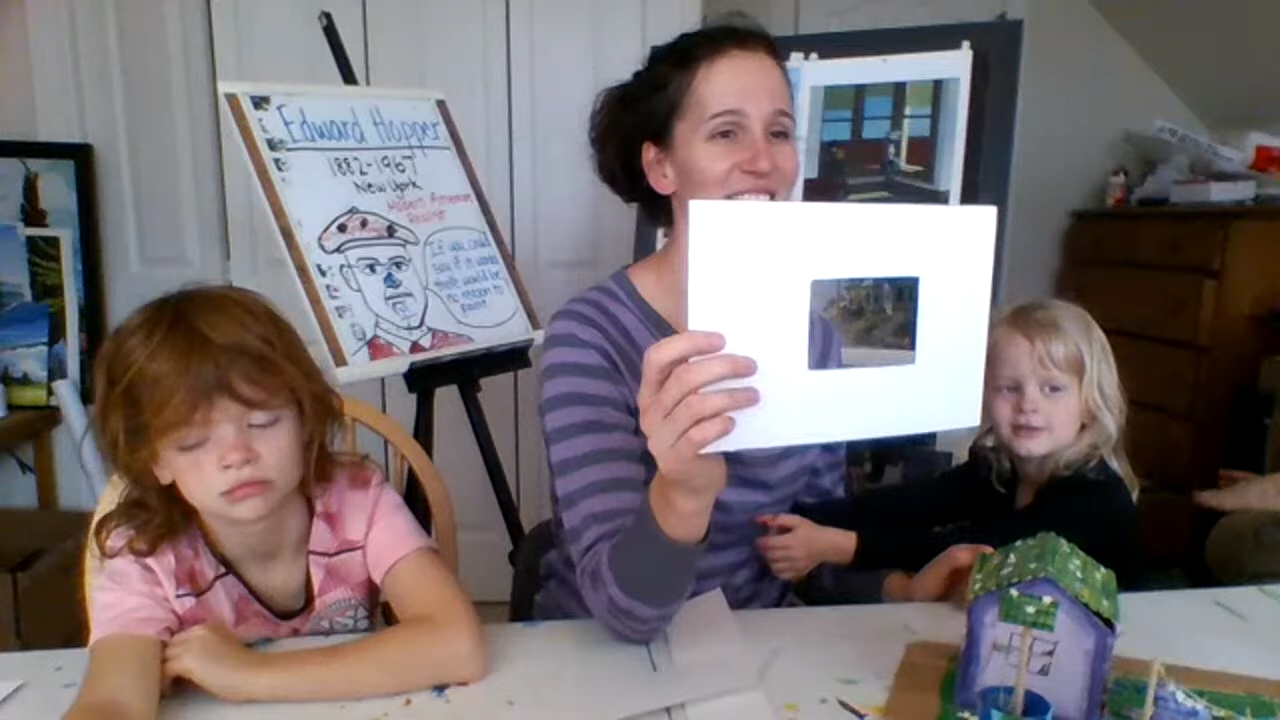 Edward Hopper
1882-1967
New York
Modern American
Realist
If you could
say it in words
there would be
no reason to
paint